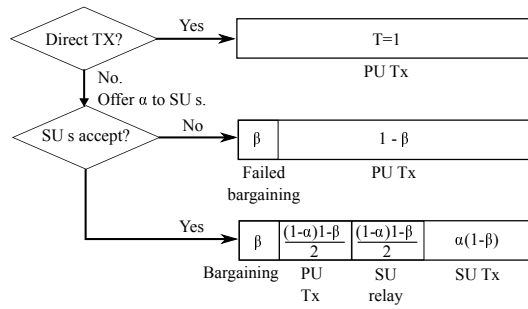 Direct TX?
Yes
T=1
PU Tx
No.
Offer α to SU s.
SU s accept?
No
β
1 - β
Failed
bargaining
PU Tx
Yes
β
(1-α)1-β
2
(1-α)1-β
2
α(1-β)
Bargaining
PU
Tx
SU
relay
SU Tx